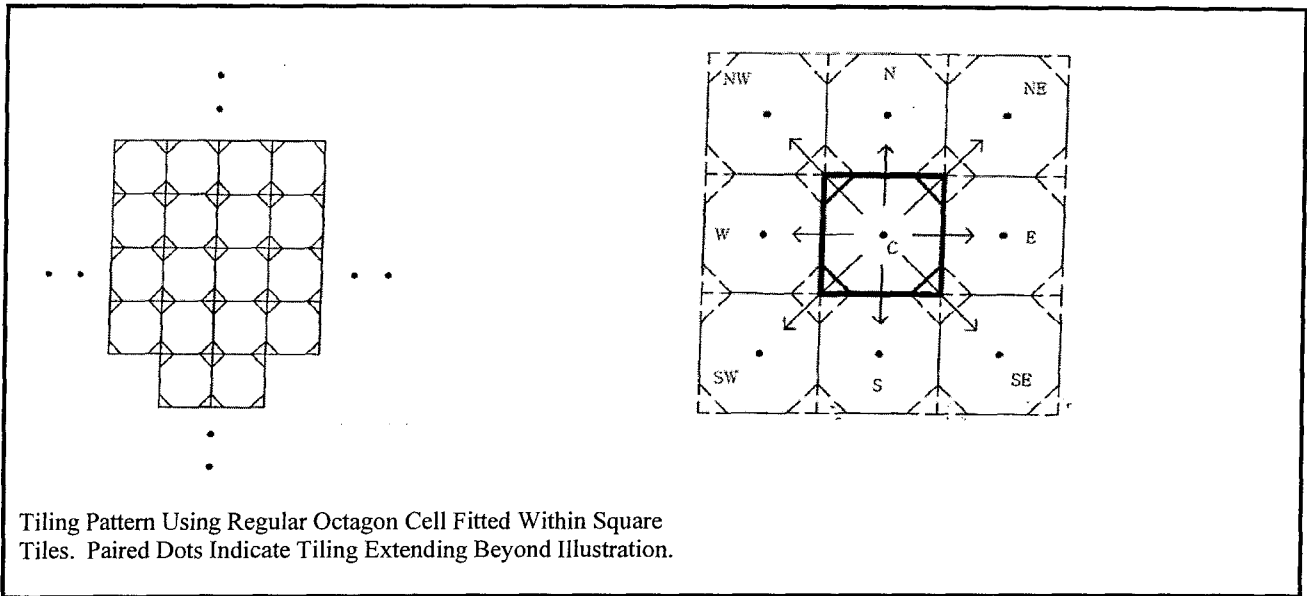 NW N NE
W C E
SW S SE
Tiling Pattern Using Regular Octagon Cell Fitted Within Square
Tiles. Paired Dots Indicate Tiling Extending Beyond Illustration.